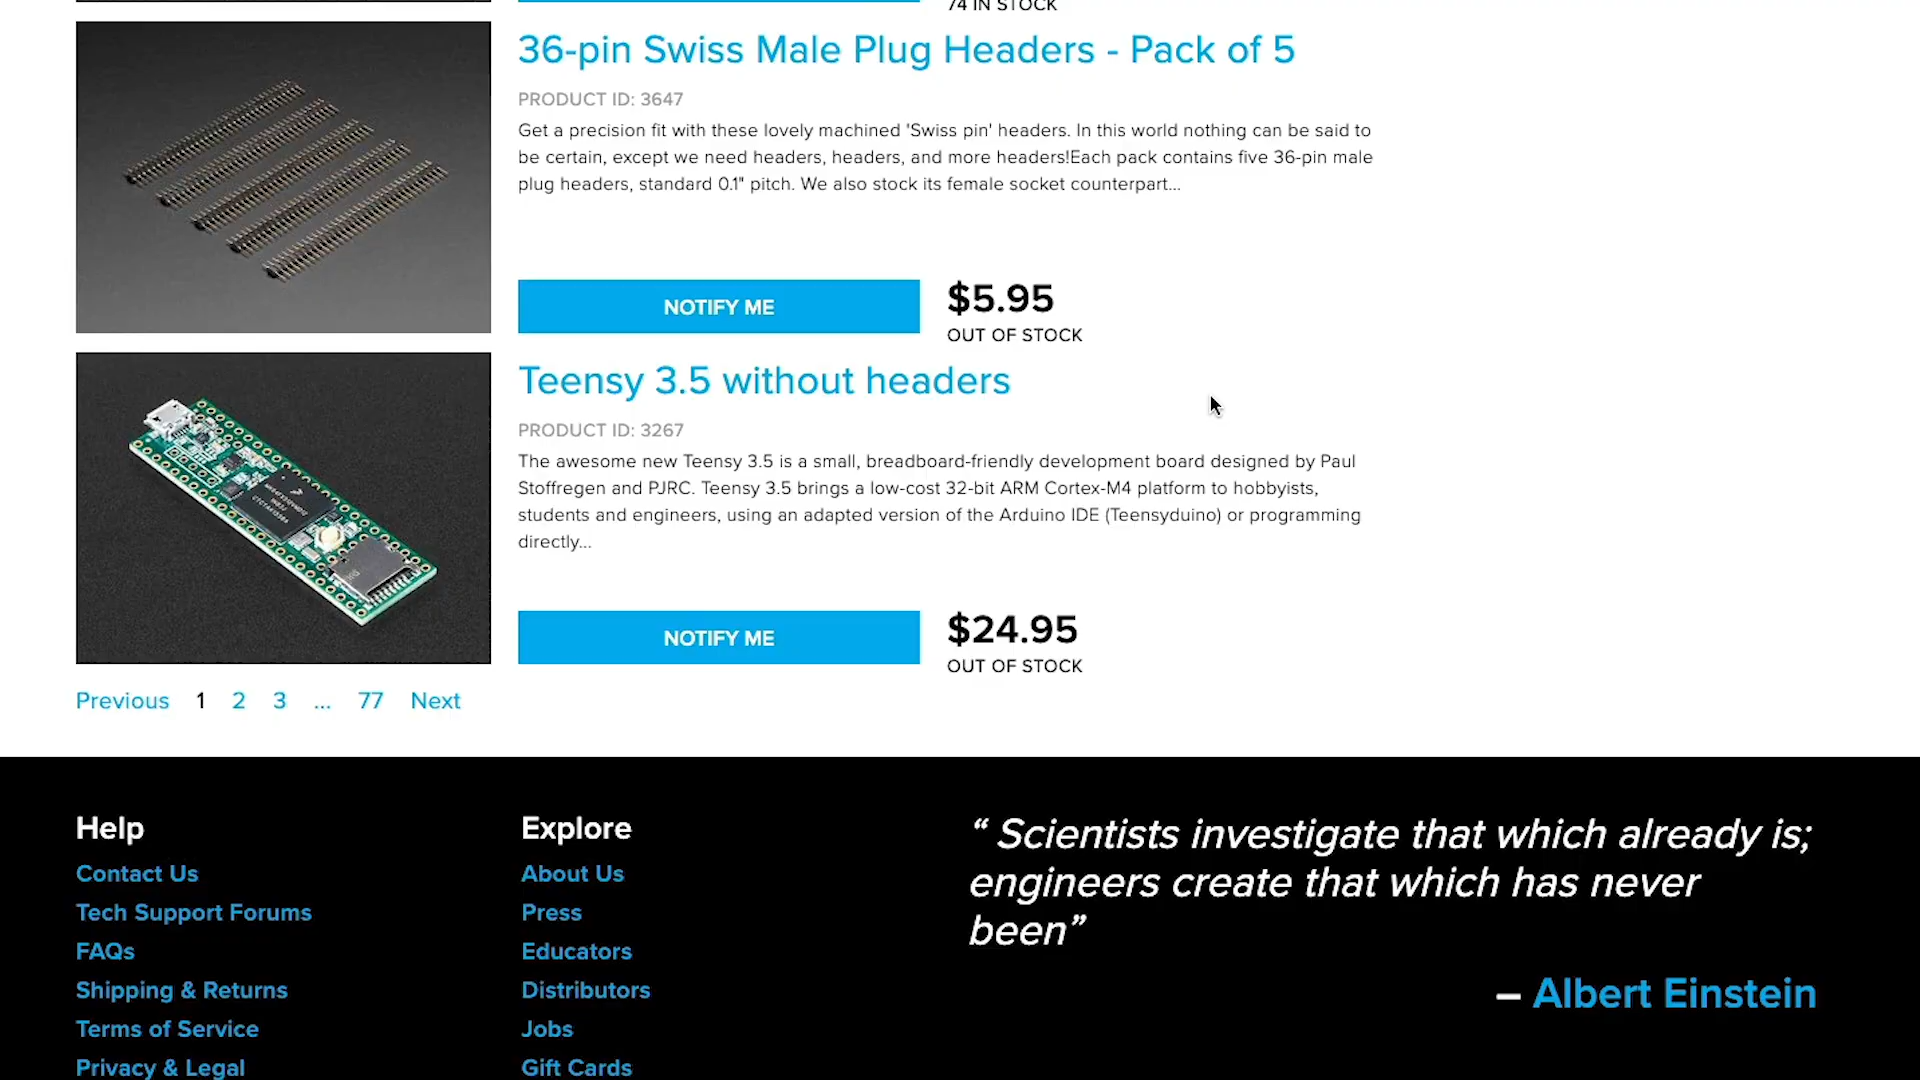 74 IN STOCK
36-pin Swiss Male Plug Headers - Pack of 5
PRODUCT ID: 3647
Get a precision fit with these lovely machined 'Swiss pin' headers. In this world nothing can be said to
be certain, except we need headers, headers, and more headers!Each pack contains five 36-pin male
plug headers, standard 0.1" pitch. We also stock its female socket counterpart...
NOTIFY ME
$5.95
OUT OF STOCK
Teensy 3.5 without headers
PRODUCT ID: 3267
The awesome new Teensy 3.5 is a small, breadboard-friendly development board designed by Paul
Stoffregen and PJRC. Teensy 3.5 brings a low-cost 32-bit ARM Cortex-M4 platform to hobbyists,
students and engineers, using an adapted version of the Arduino IDE (Teensyduino) or programming
directly...
NOTIFY ME
$24.95
OUT OF STOCK
Previous 1 2 3 ... 77 Next
Help
Contact Us
Tech Support Forums
FAQs
Shipping & Returns
Terms of Service
Privacy & Legal
Explore
About Us
Press
Educators
Distributors
Jobs
Gift Cards
“ Scientists investigate that which already is;
engineers create that which has never
been”
– Albert Einstein